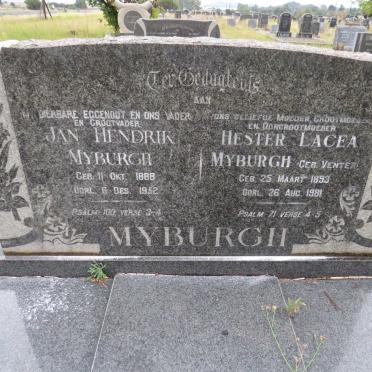 Ter Gedagtenis
AAN
DIERBARE EGGENOOT EN ONS VADER
EN GROOTVADER
JAN HENDRIK
MYBURGH
GEB. 11 OKT. 1888
OORL. 6 DES. 1952
PSALM 100 VERSE 3-4
ONS GELIEFDE MOEDER, GROOTMOEDER
EN OORGROOTMOEDER
HESTER LACEA
MYBURGH GEB. VENTER
GEB. 25 MAART 1893
OORL. 26 AUG. 1981
PSALM 71 VERSE 4-5
MYBURGH